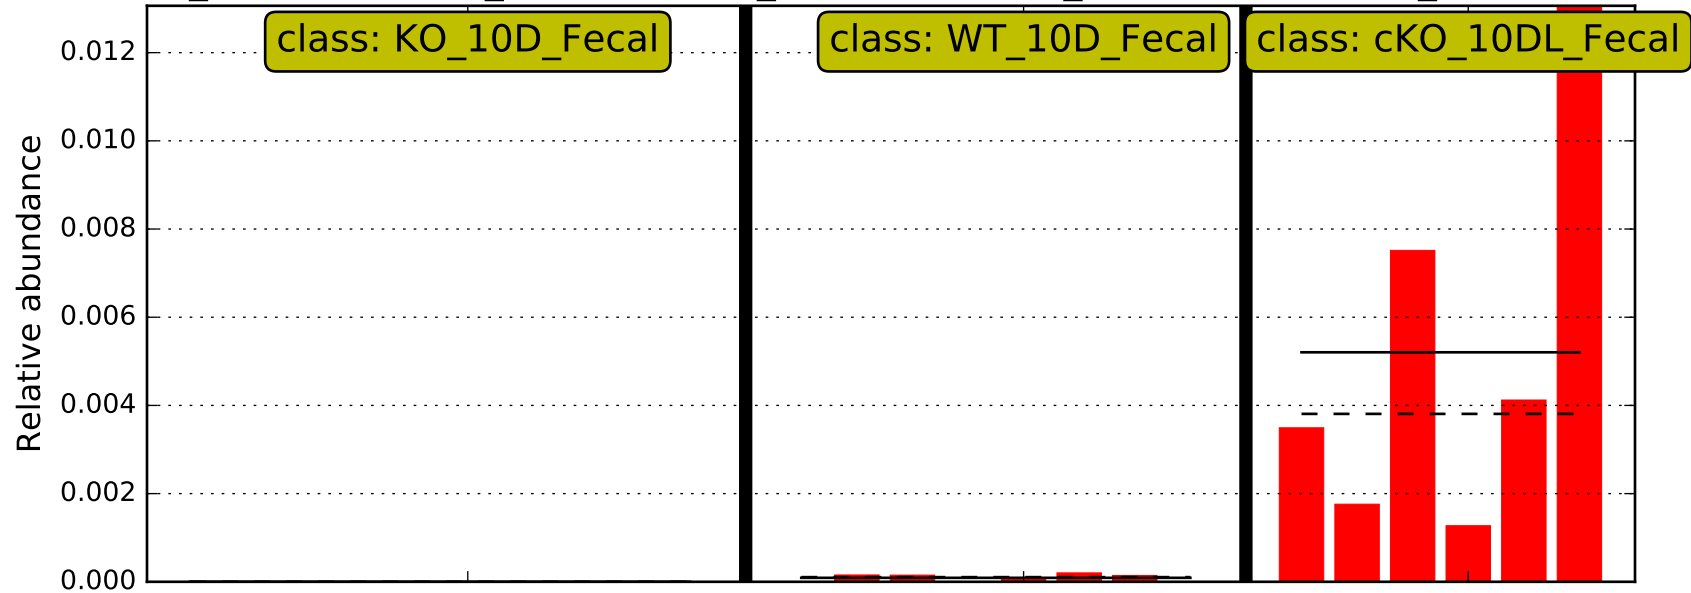 class: KO_10D_Fecal
class: WT_10D_Fecal
class: cKO_10DL_Fecal
Relative abundance
0.012
0.010
0.008
0.006
0.004
0.002
0.000